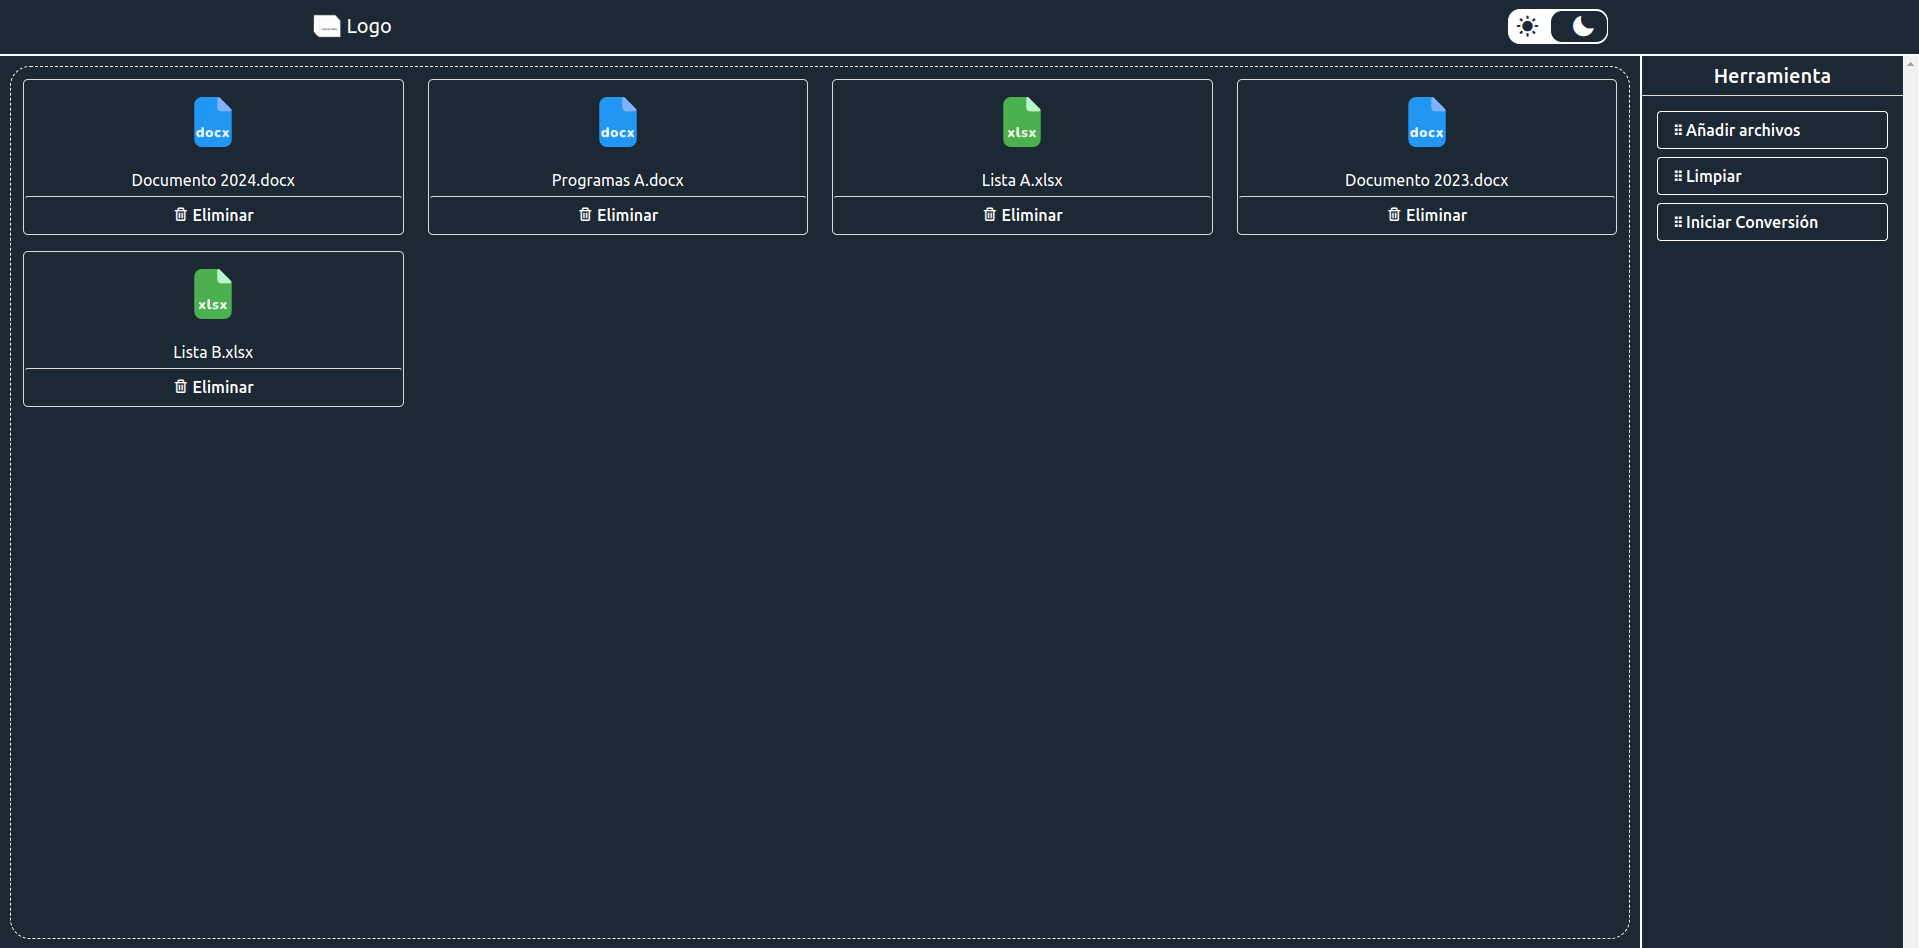 Logo
Herramienta
docx
docx
xlsx
docx
Documento 2024.docx
Programas A.docx
Lista A.xlsx
Documento 2023.docx
Eliminar
Eliminar
Eliminar
Eliminar
xlsx
Lista B.xlsx
Eliminar
Añadir archivos
Limpiar
Iniciar Conversión